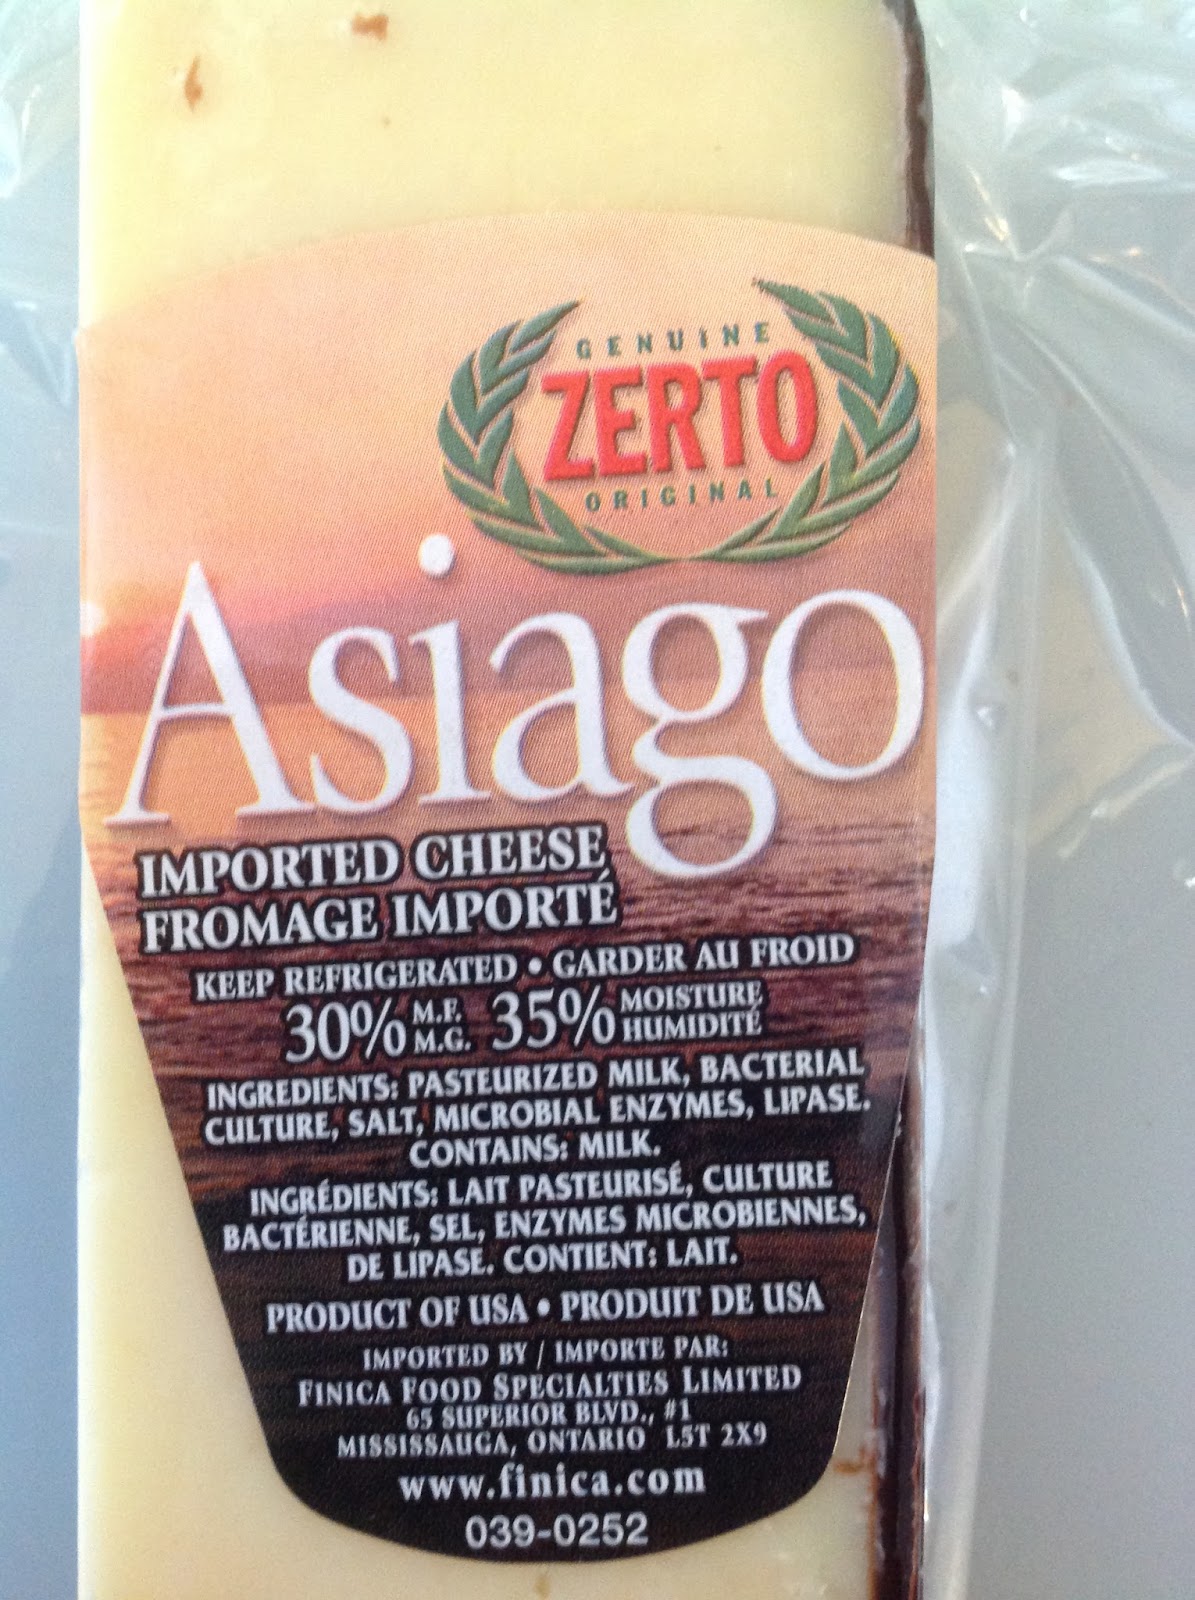 GENUINE
ZERTO
ORIGINAL
Asiago
IMPORTED CHEESE
FROMAGE IMPORTÉ
KEEP REFRIGERATED • GARDER AU FROID
30% M.F. 35% MOISTURE
M.G. HUMIDITÉ
INGREDIENTS: PASTEURIZED MILK, BACTERIAL
CULTURE, SALT, MICROBIAL ENZYMES, LIPASE.
CONTAINS: MILK.
INGRÉDIENTS: LAIT PASTEURISÉ, CULTURE
BACTÉRIENNE, SEL, ENZYMES MICROBIENNES,
DE LIPASE. CONTIENT: LAIT.
PRODUCT OF USA • PRODUIT DE USA
IMPORTED BY / IMPORTE PAR:
FINICA FOOD SPECIALTIES LIMITED
65 SUPERIOR BLVD., #1
MISSISSAUGA, ONTARIO L5T 2X9
www.finica.com
039-0252